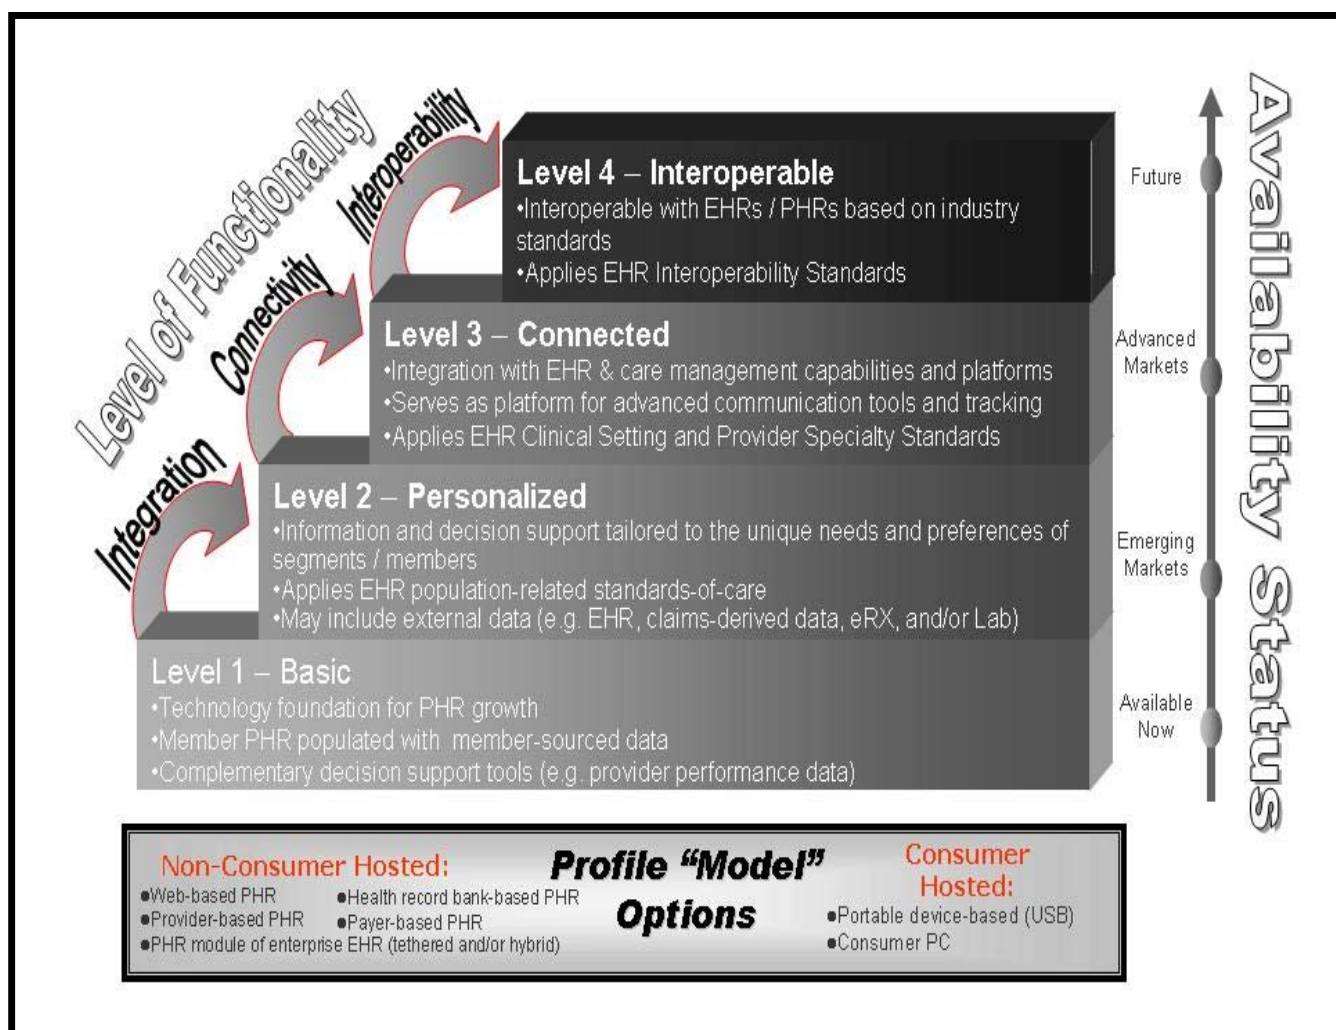 Level of Functionality
Integration
Connectivity
Interoperability
Level 4 – Interoperable
•Interoperable with EHRs / PHRs based on industry
standards
•Applies EHR Interoperability Standards
Level 3 – Connected
•Integration with EHR & care management capabilities and platforms
•Serves as platform for advanced communication tools and tracking
•Applies EHR Clinical Setting and Provider Specialty Standards
Level 2 – Personalized
•Information and decision support tailored to the unique needs and preferences of
segments / members
•Applies EHR population-related standards-of-care
•May include external data (e.g. EHR, claims-derived data, eRX, and/or Lab)
Level 1 – Basic
•Technology foundation for PHR growth
•Member PHR populated with member-sourced data
•Complementary decision support tools (e.g. provider performance data)
Future
Advanced
Markets
Emerging
Markets
Available
Now
Availability Status
Non-Consumer Hosted:
●Web-based PHR
●Health record bank-based PHR
●Provider-based PHR
●Payer-based PHR
●PHR module of enterprise EHR (tethered and/or hybrid)
Profile “Model”
Options
Consumer
Hosted:
●Portable device-based (USB)
●Consumer PC